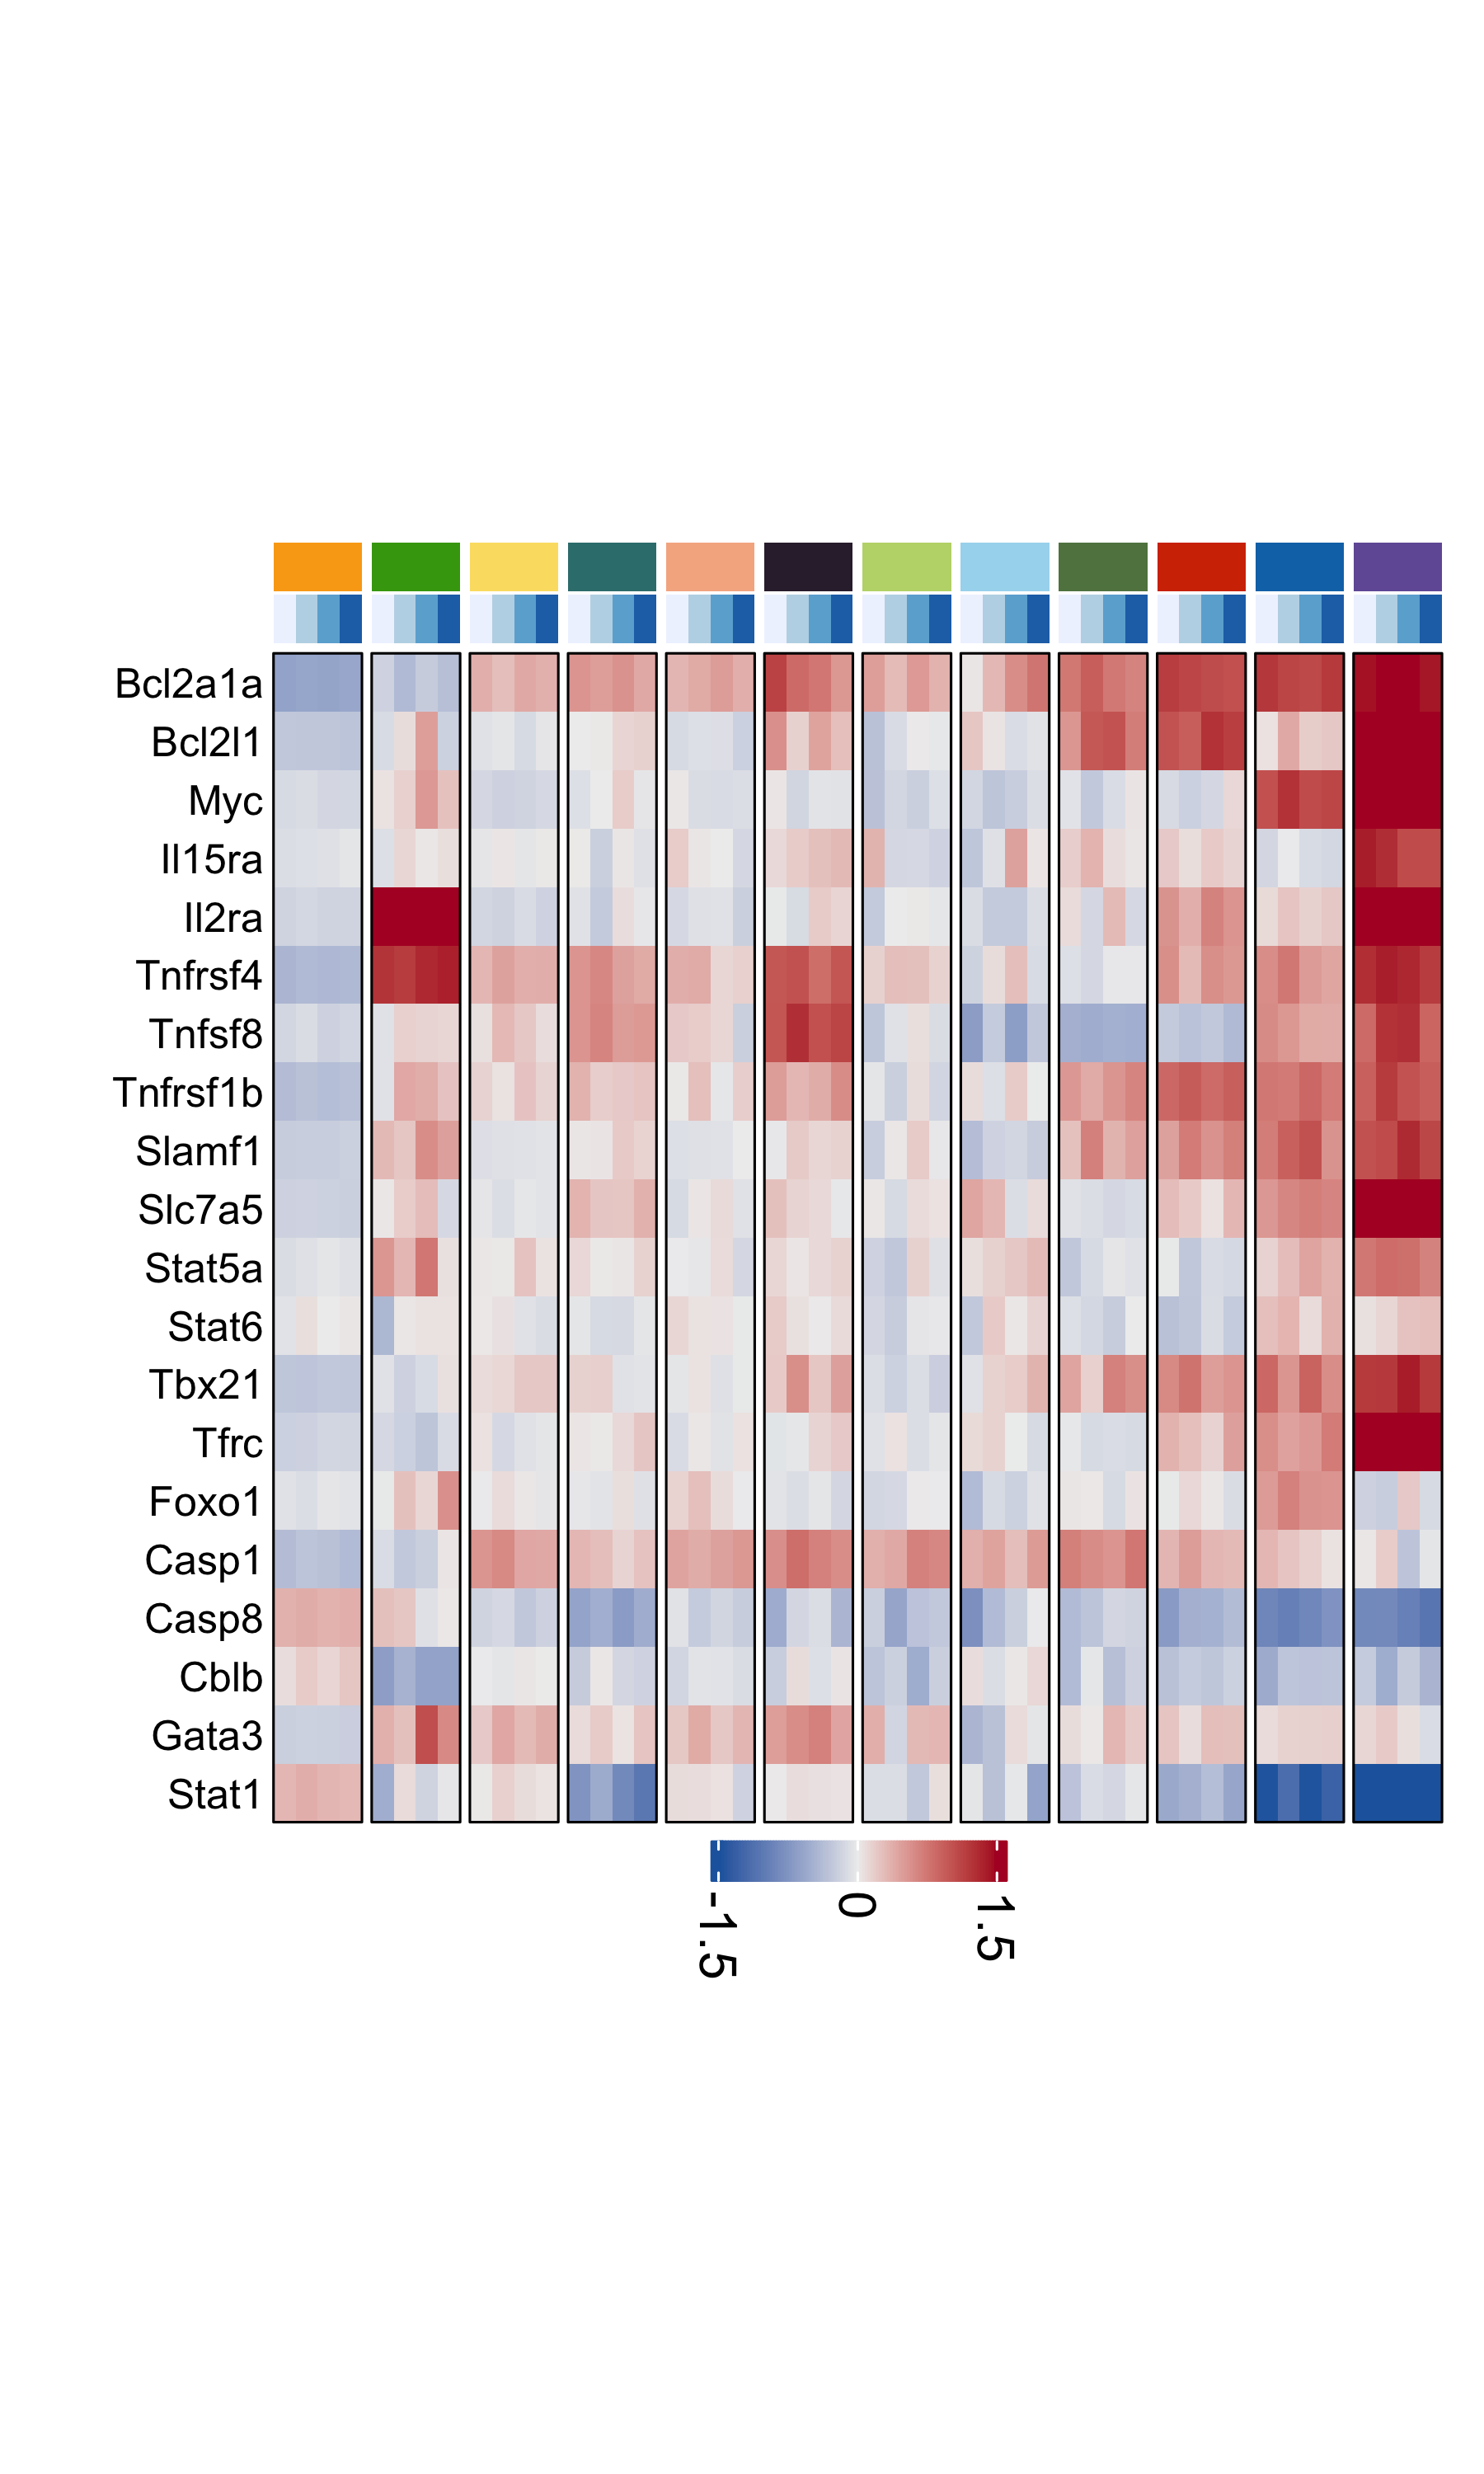 Bcl2a1a
Bcl2l1
Myc
Il15ra
Il2ra
Tnfrsf4
Tnfsf8
Tnfrsf1b
Slamf1
Slc7a5
Stat5a
Stat6
Tbx21
Tfrc
Foxo1
Casp1
Casp8
Cblb
Gata3
Stat1
-1.5
0
1.5